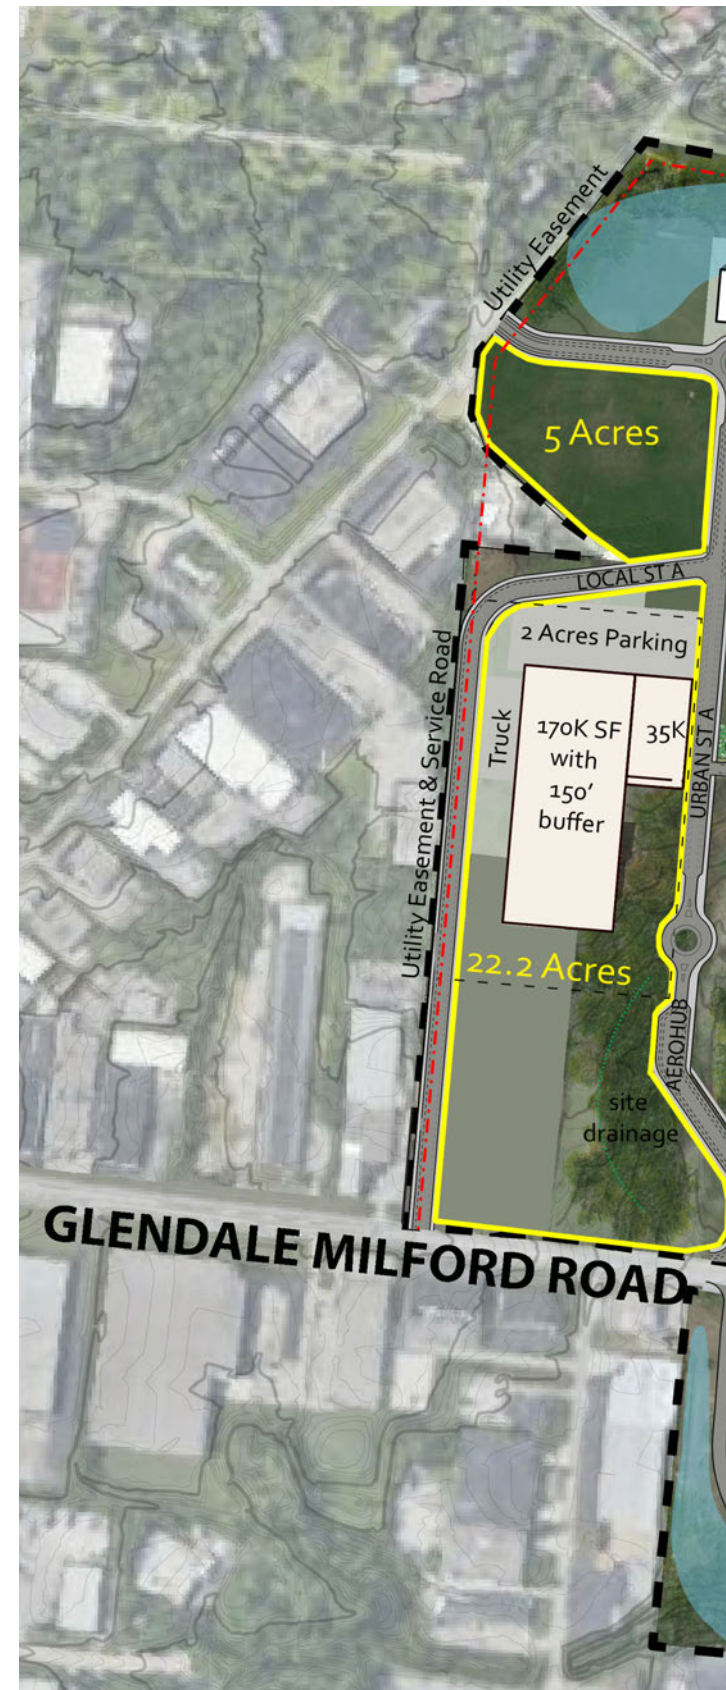 Utility Easement
5 Acres
LOCAL ST A
2 Acres Parking
Utility Easement & Service Road
Truck
170K SF
with
150’
buffer
35K
URBAN ST A
22.2 Acres
AEROHUB
site
drainage
GLENDALE MILFORD ROAD